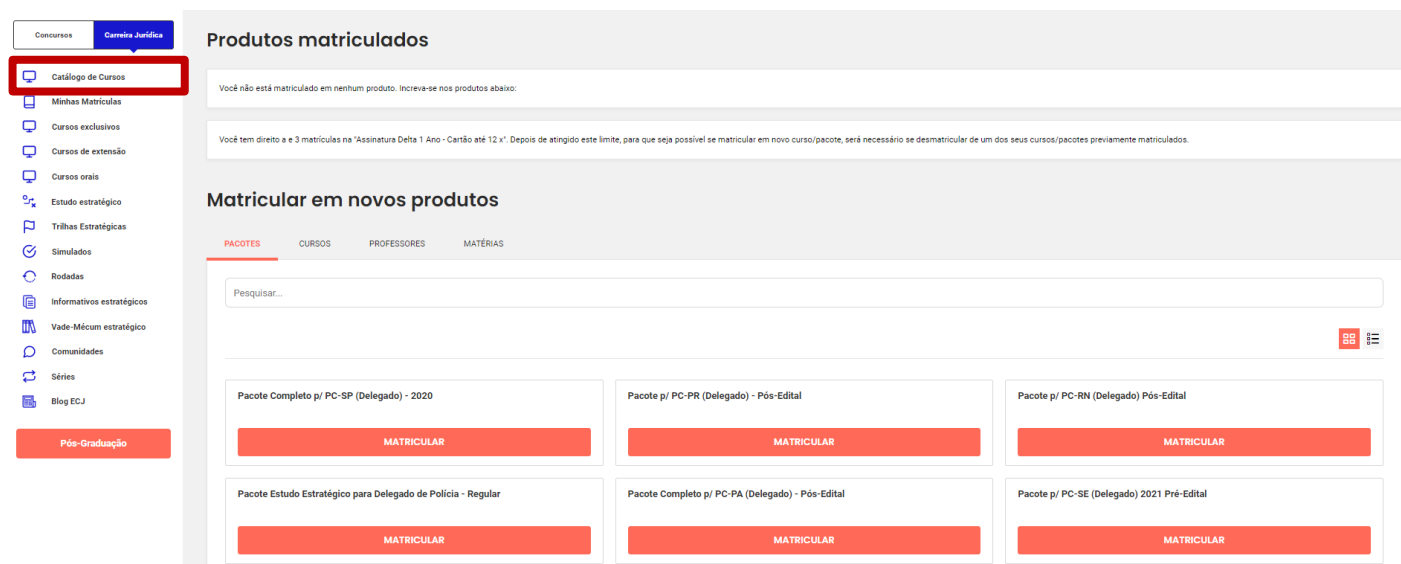 Concursos
Carreira Jurídica
Catálogo de Cursos
Minhas Matrículas
Cursos exclusivos
Cursos de extensão
Cursos orais
Estudo estratégico
Trilhas Estratégicas
Simulados
Rodadas
Informativos estratégicos
Vade-Mécum estratégico
Comunidades
Séries
Blog ECJ
Pós-Graduação
Produtos matriculados
Você não está matriculado em nenhum produto. Increva-se nos produtos abaixo:
Você tem direito a e 3 matrículas na "Assinatura Delta 1 Ano - Cartão até 12 x". Depois de atingido este limite, para que seja possível se matricular em novo curso/pacote, será necessário se desmatricular de um dos seus cursos/pacotes previamente matriculados.
Matricular em novos produtos
PACOTES CURSOS PROFESSORES MATÉRIAS
Pesquisar...
Pacote Completo p/ PC-SP (Delegado) - 2020
MATRICULAR
Pacote p/ PC-PR (Delegado) - Pós-Edital
MATRICULAR
Pacote p/ PC-RN (Delegado) Pós-Edital
MATRICULAR
Pacote Estudo Estratégico para Delegado de Polícia - Regular
MATRICULAR
Pacote Completo p/ PC-PA (Delegado) - Pós-Edital
MATRICULAR
Pacote p/ PC-SE (Delegado) 2021 Pré-Edital
MATRICULAR